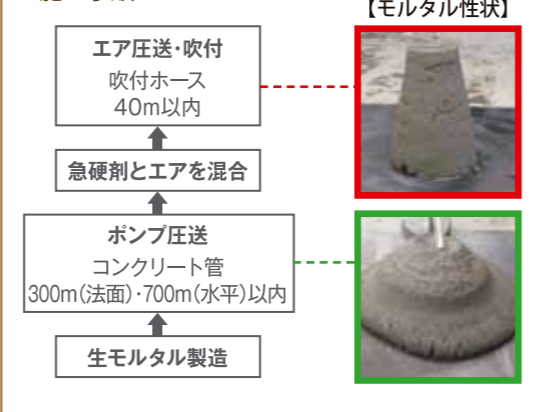 【モルタル性状】
エア圧送・吹付
吹付ホース
40m以内
急硬剤とエアを混合
ポンプ圧送
コンクリート管
300m(法面)・700m(水平)以内
生モルタル製造